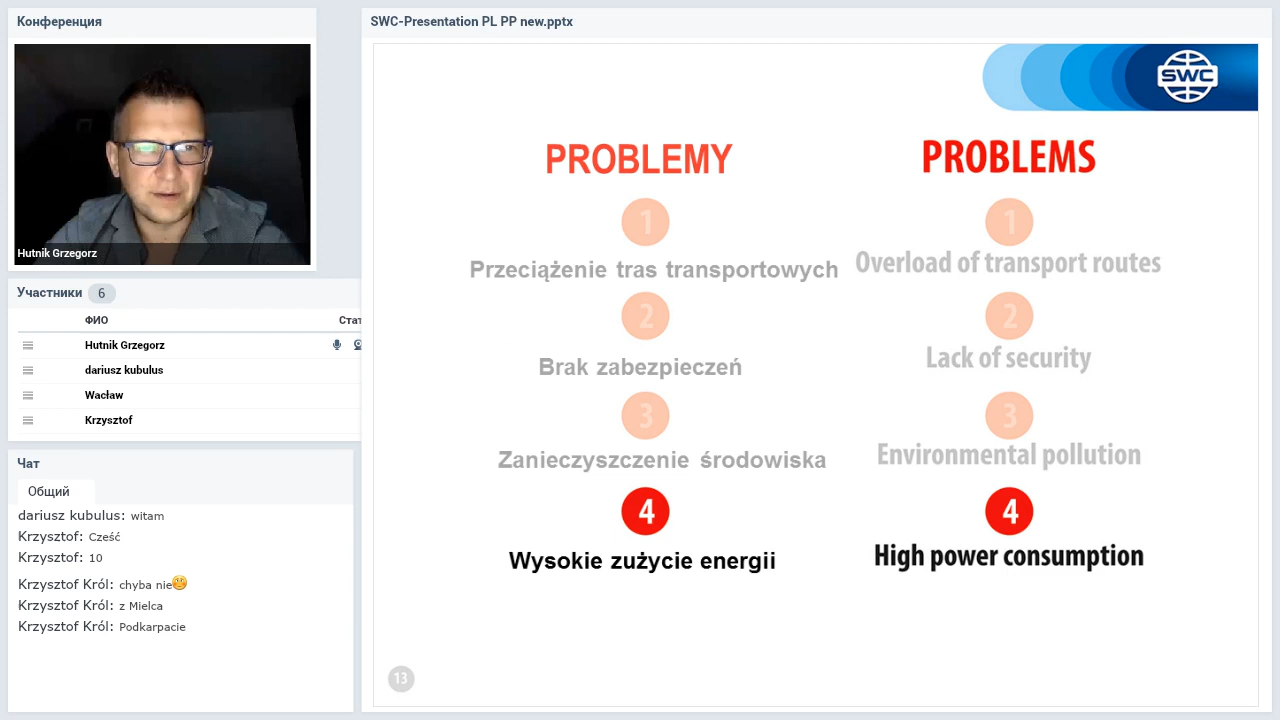 Конференция
Hutnik Grzegorz
Участники 6
ФИО Стат
Hutnik Grzegorz
dariusz kubulus
Wacław
Krzysztof
Чат
Общий
dariusz kubulus: witam
Krzysztof: Cześć
Krzysztof: 10
Krzysztof Król: chyba nie
Krzysztof Król: z Mielca
Krzysztof Król: Podkarpacie
SWC-Presentation PL PP new.pptx
SWC
PROBLEMY
1
Przeciążenie tras transportowych
2
Brak zabezpieczeń
3
Zanieczyszczenie środowiska
4
Wysokie zużycie energii
PROBLEMS
1
Overload of transport routes
2
Lack of security
3
Environmental pollution
4
High power consumption
13